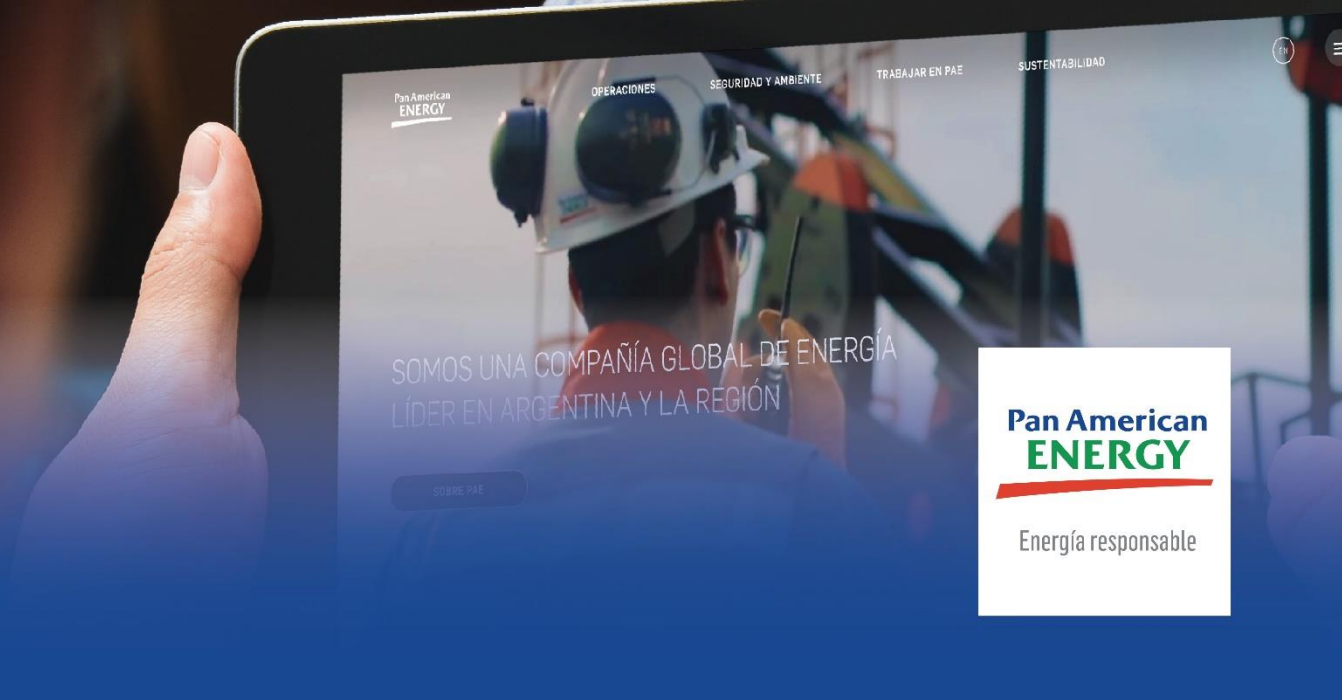 Pan American
ENERGY
OPERACIONES
SEGURIDAD Y AMBIENTE
TRABAJAR EN PAE
SUSTENTABILIDAD
EN
SOMOS UNA COMPAÑÍA GLOBAL DE ENERGÍA
LÍDER EN ARGENTINA Y LA REGIÓN
SOBRE PAE
Pan American
ENERGY
Energía responsable